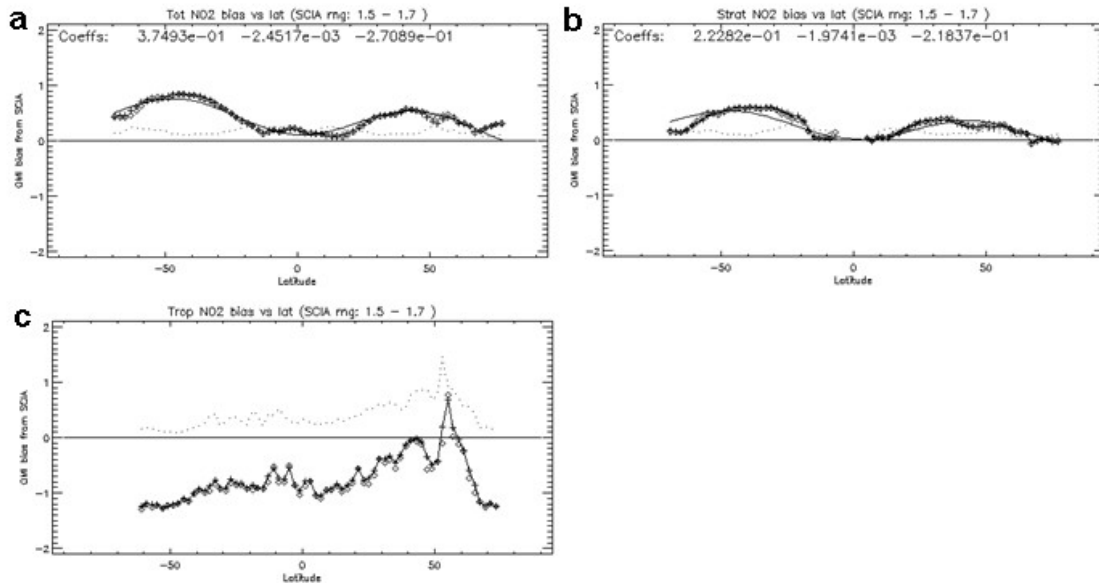 a
Tot NO2 bias vs lat (SCIA rng: 1.5 - 1.7 )
Coeffs: 3.7493e-01 -2.4517e-03 -2.7089e-01
OMI bias from SCIA
2
1
0
-1
-2
-50 0 50
Latitude
b
Strat NO2 bias vs lat (SCIA rng: 1.5 - 1.7 )
Coeffs: 2.2282e-01 -1.9741e-03 -2.1837e-01
OMI bias from SCIA
2
1
0
-1
-2
-50 0 50
Latitude
c
Trop NO2 bias vs lat (SCIA rng: 1.5 - 1.7 )
OMI bias from SCIA
2
1
0
-1
-2
-50 0 50
Latitude